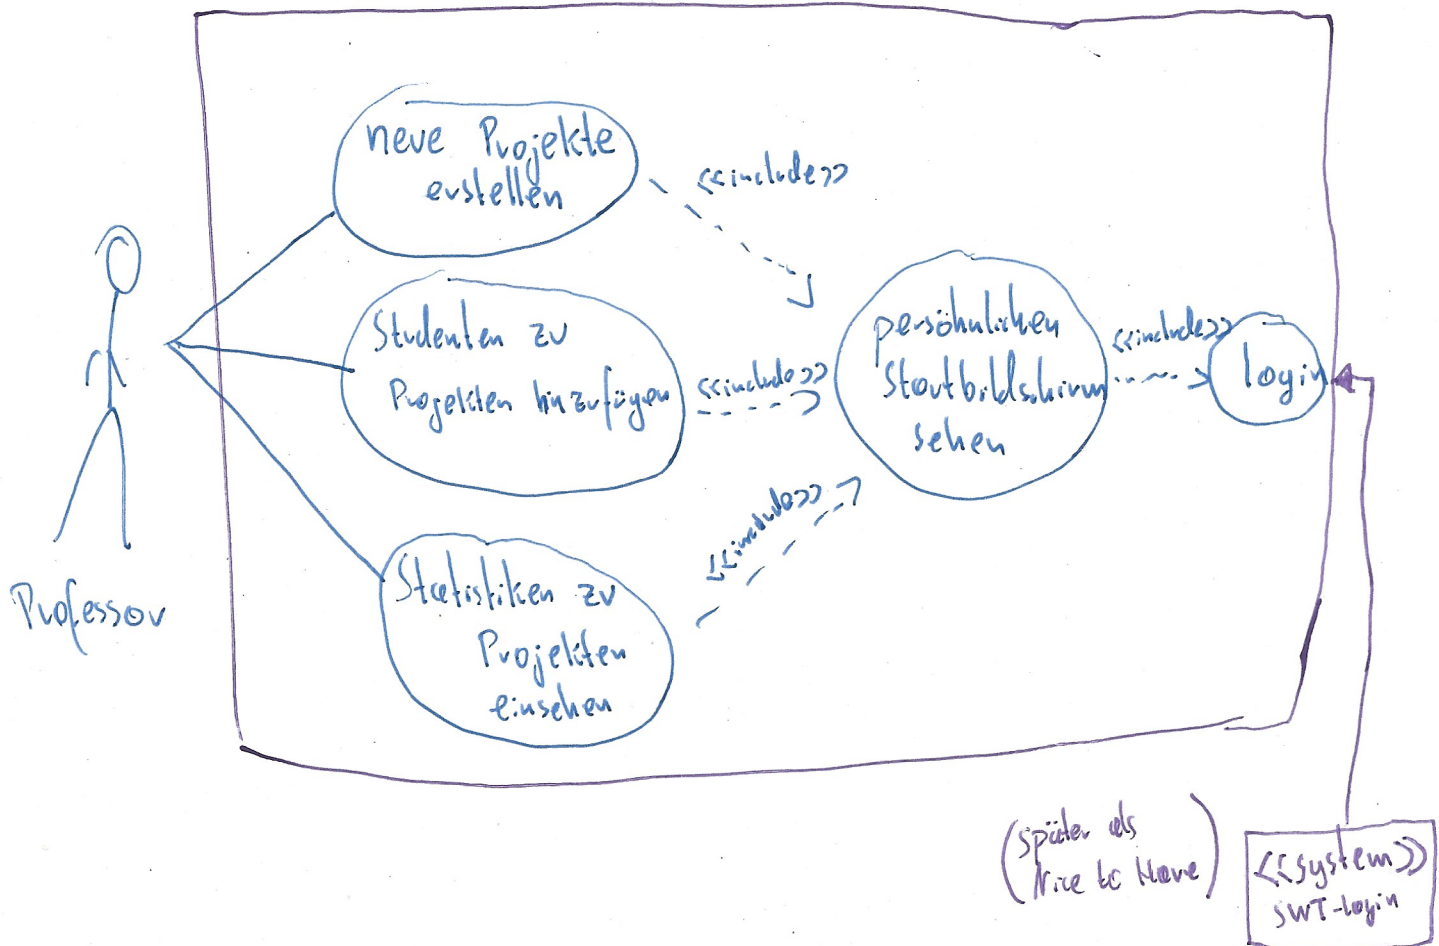 neue Projekte
erstellen
<<include>>
Studenten zu
Projekten hinzufügen
<<include>>
persöhnlichen
Startbildschirm
sehen
<<include>>
login
<<include>>
Statistiken zu
Projekten
einsehen
Professor
(später als
Nice to Have)
<<system>>
SWT-login